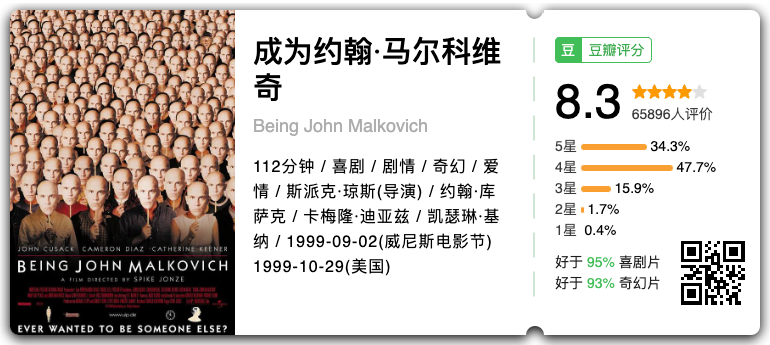 JOHN CUSACK CAMERON DIAZ CATHERINE KEENER
BEING JOHN MALKOVICH
A FILM DIRECTED BY SPIKE JONZE
www.uip.de
EVER WANTED TO BE SOMEONE ELSE?
成为约翰·马尔科维
奇
Being John Malkovich
112分钟 / 喜剧 / 剧情 / 奇幻 / 爱
情 / 斯派克·琼斯(导演) / 约翰·库
萨克 / 卡梅隆·迪亚兹 / 凯瑟琳·基
纳 / 1999-09-02(威尼斯电影节)
1999-10-29(美国)
豆 豆瓣评分
8.3
65896人评价
5星 34.3%
4星 47.7%
3星 15.9%
2星 1.7%
1星 0.4%
好于 95% 喜剧片
好于 93% 奇幻片